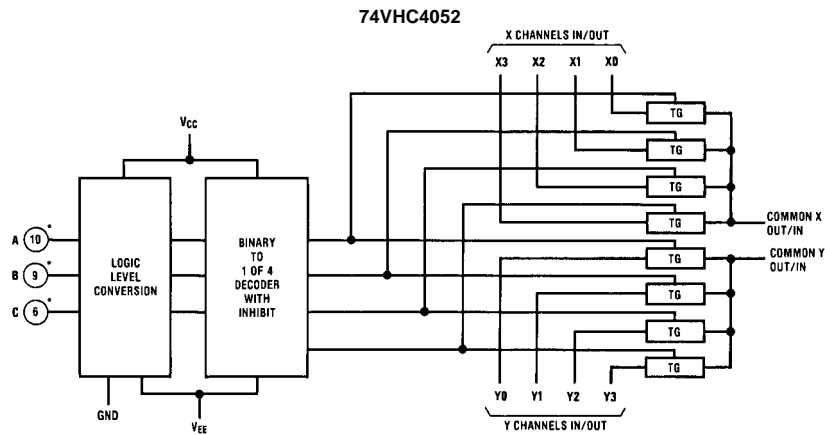 74VHC4052
X CHANNELS IN/OUT
X3 X2 X1 X0
TG
TG
TG
TG
COMMON X
OUT/IN
VCC
A 10 *
B 9 *
C 6 *
LOGIC
LEVEL
CONVERSION
BINARY
TO
1 OF 4
DECODER
WITH
INHIBIT
TG
COMMON Y
OUT/IN
TG
TG
TG
GND
VEE
Y0 Y1 Y2 Y3
Y CHANNELS IN/OUT